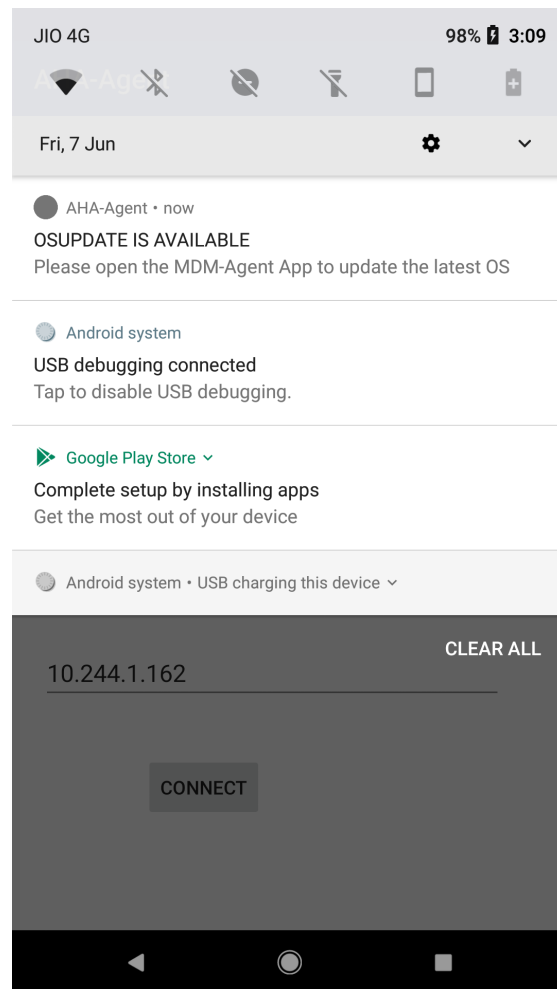 JIO 4G 98% 3:09
AHA-Agent
Fri, 7 Jun
AHA-Agent • now
OSUPDATE IS AVAILABLE
Please open the MDM-Agent App to update the latest OS
Android system
USB debugging connected
Tap to disable USB debugging.
Google Play Store
Complete setup by installing apps
Get the most out of your device
Android system • USB charging this device
CLEAR ALL
10.244.1.162
CONNECT